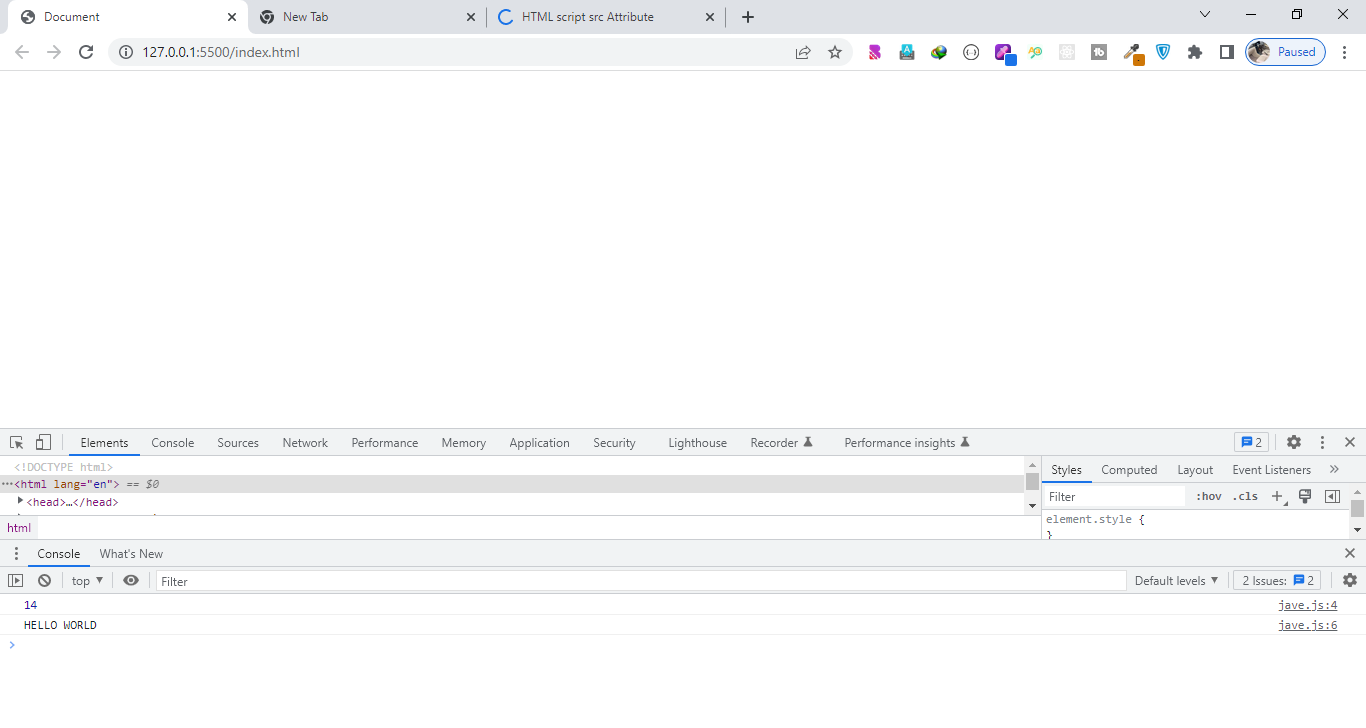 Document
New Tab
HTML script src Attribute
127.0.0.1:5500/index.html
Paused
Elements Console Sources Network Performance Memory Application Security Lighthouse Recorder Performance insights 2
<!DOCTYPE html>
Styles Computed Layout Event Listeners »
···<html lang="en"> == $0
Filter :hov .cls +
<head>…</head>
element.style {
html
}
Console What's New
top ▼ Filter Default levels ▼ 2 Issues: 2
14 jave.js:4
HELLO WORLD jave.js:6
>